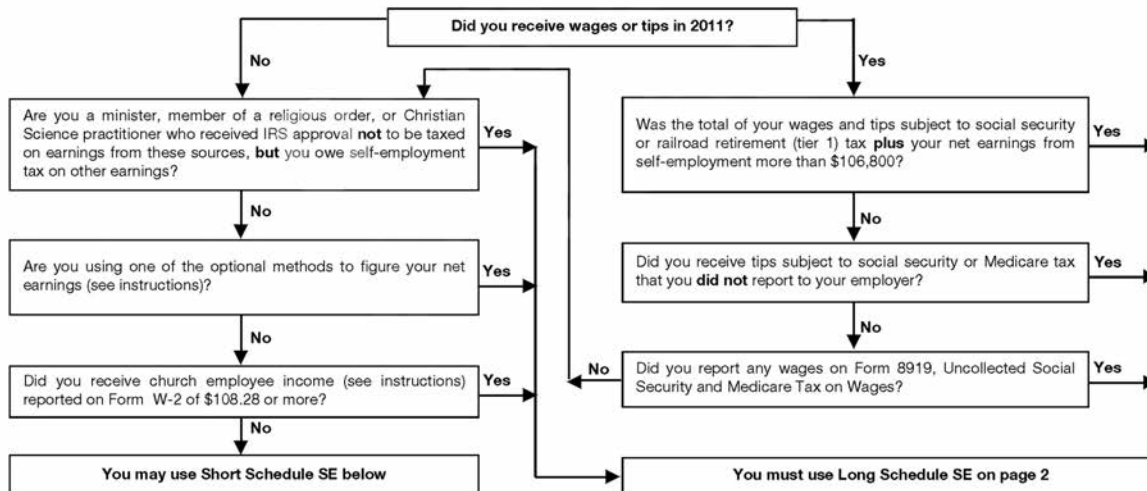 Did you receive wages or tips in 2011?
No
Yes
Are you a minister, member of a religious order, or Christian
Science practitioner who received IRS approval not to be taxed
on earnings from these sources, but you owe self-employment
tax on other earnings?
Yes
Was the total of your wages and tips subject to social security
or railroad retirement (tier 1) tax plus your net earnings from
self-employment more than $106,800?
Yes
No
No
Are you using one of the optional methods to figure your net
earnings (see instructions)?
Yes
Did you receive tips subject to social security or Medicare tax
that you did not report to your employer?
Yes
No
No
Did you receive church employee income (see instructions)
reported on Form W-2 of $108.28 or more?
Yes
No
Did you report any wages on Form 8919, Uncollected Social
Security and Medicare Tax on Wages?
Yes
No
You may use Short Schedule SE below
You must use Long Schedule SE on page 2